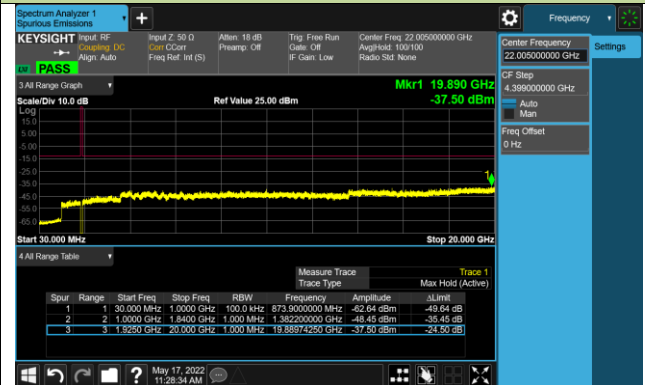 Spectrum Analyzer 1
Spurious Emissions
Frequency
KEYSIGHT Input: RF Input Z: 50 Ω Atten: 18 dB Trig: Free Run Center Freq: 22.005000000 GHz
Coupling: DC Corr CCorr Preamp: Off Gate: Off Avg|Hold: 100/100
Align: Auto Freq Ref: Int (S) IF Gain: Low Radio Std: None
PASS
Center Frequency
22.005000000 GHz
Settings
CF Step
4.399000000 GHz
Auto
Man
Freq Offset
0 Hz
3 All Range Graph
Mkr1 19.890 GHz
Scale/Div 10.0 dB Ref Value 25.00 dBm -37.50 dBm
Log
15.0
5.00
-5.00
-15.0
-25.0
-35.0
-45.0
-55.0
-65.0
1
Start 30.000 MHz Stop 20.000 GHz
4 All Range Table
Measure Trace Trace 1
Trace Type Max Hold (Active)
Spur Range Start Freq Stop Freq RBW Frequency Amplitude ΔLimit
1 1 30.000 MHz 1.0000 GHz 100.0 kHz 873.9000000 MHz -62.64 dBm -49.64 dB
2 2 1.0000 GHz 1.8400 GHz 1.000 MHz 1.382200000 GHz -48.45 dBm -35.45 dB
3 3 1.9250 GHz 20.000 GHz 1.000 MHz 19.88974250 GHz -37.50 dBm -24.50 dB
? May 17, 2022
11:28:34 AM